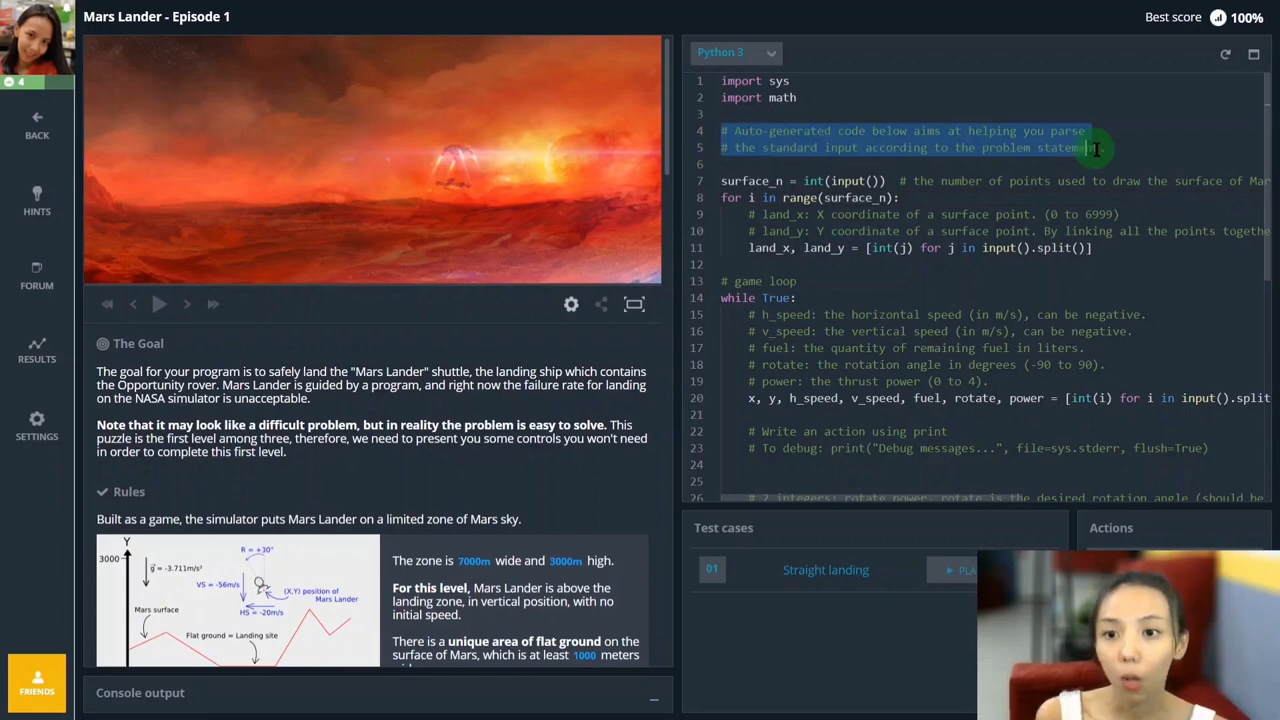 Mars Lander - Episode 1
Best score 100%
4
BACK
HINTS
FORUM
RESULTS
SETTINGS
FRIENDS
The Goal
The goal for your program is to safely land the "Mars Lander" shuttle, the landing ship which contains
the Opportunity rover. Mars Lander is guided by a program, and right now the failure rate for landing
on the NASA simulator is unacceptable.
Note that it may look like a difficult problem, but in reality the problem is easy to solve. This
puzzle is the first level among three, therefore, we need to present you some controls you won't need
in order to complete this first level.
Rules
Built as a game, the simulator puts Mars Lander on a limited zone of Mars sky.
Y
3000
g = -3.711m/s²
R = +30°
VS = -56m/s
(X,Y) position of
Mars Lander
HS = -20m/s
Mars surface
Flat ground = Landing site
The zone is 7000m wide and 3000m high.
For this level, Mars Lander is above the
landing zone, in vertical position, with no
initial speed.
There is a unique area of flat ground on the
surface of Mars, which is at least 1000 meters
Console output
Python 3
1 import sys
2 import math
3
4 # Auto-generated code below aims at helping you parse
5 # the standard input according to the problem statem
6
7 surface_n = int(input())  # the number of points used to draw the surface of Mar
8 for i in range(surface_n):
9 # land_x: X coordinate of a surface point. (0 to 6999)
10 # land_y: Y coordinate of a surface point. By linking all the points togethe
11 land_x, land_y = [int(j) for j in input().split()]
12
13 # game loop
14 while True:
15 # h_speed: the horizontal speed (in m/s), can be negative.
16 # v_speed: the vertical speed (in m/s), can be negative.
17 # fuel: the quantity of remaining fuel in liters.
18 # rotate: the rotation angle in degrees (-90 to 90).
19 # power: the thrust power (0 to 4).
20 x, y, h_speed, v_speed, fuel, rotate, power = [int(i) for i in input().split
21
22 # Write an action using print
23 # To debug: print("Debug messages...", file=sys.stderr, flush=True)
24
25
26 # 2 integers: rotate power. rotate is the desired rotation angle (should be
Test cases
Actions
01 Straight landing
PLA